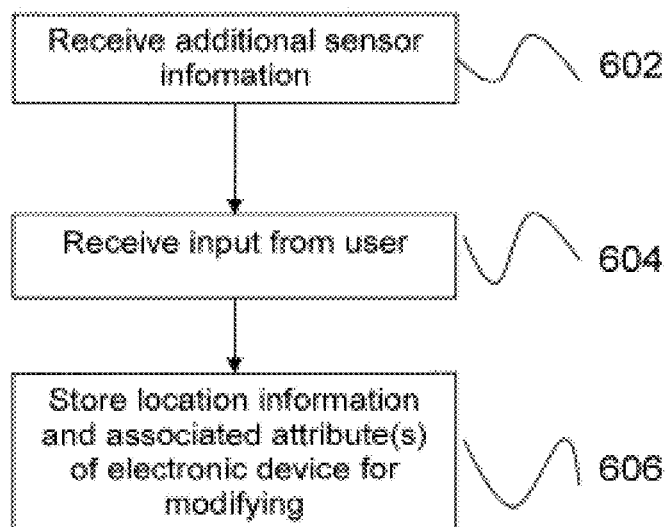 Receive additional sensor
infomation
602
Receive input from user
604
Store location information
and associated attribute(s)
of electronic device for
modifying
606